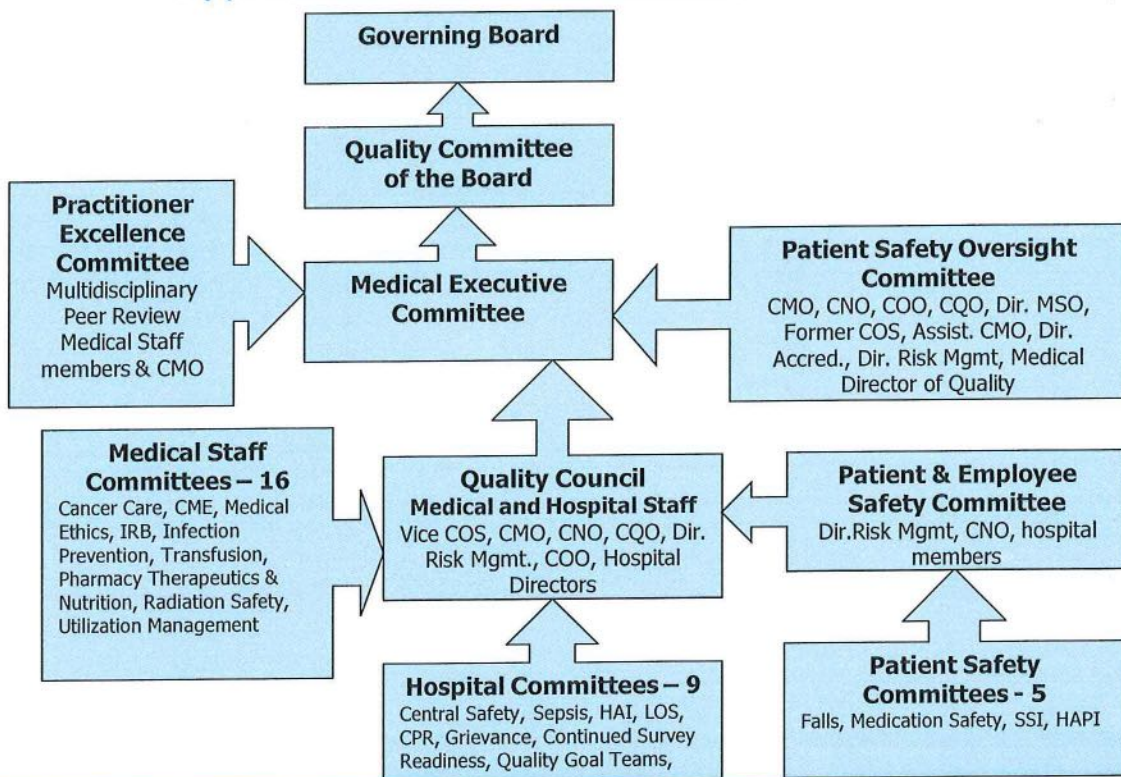 Governing Board
Quality Committee
of the Board
Practitioner
Excellence
Committee
Multidisciplinary
Peer Review
Medical Staff
members & CMO
Medical Executive
Committee
Patient Safety Oversight
Committee
CMO, CNO, COO, CQO, Dir. MSO,
Former COS, Assist. CMO, Dir.
Accred., Dir. Risk Mgmt, Medical
Director of Quality
Medical Staff
Committees – 16
Cancer Care, CME, Medical
Ethics, IRB, Infection
Prevention, Transfusion,
Pharmacy Therapeutics &
Nutrition, Radiation Safety,
Utilization Management
Quality Council
Medical and Hospital Staff
Vice COS, CMO, CNO, CQO, Dir.
Risk Mgmt., COO, Hospital
Directors
Patient & Employee
Safety Committee
Dir.Risk Mgmt, CNO, hospital
members
Hospital Committees – 9
Central Safety, Sepsis, HAI, LOS,
CPR, Grievance, Continued Survey
Readiness, Quality Goal Teams,
Patient Safety
Committees - 5
Falls, Medication Safety, SSI, HAPI